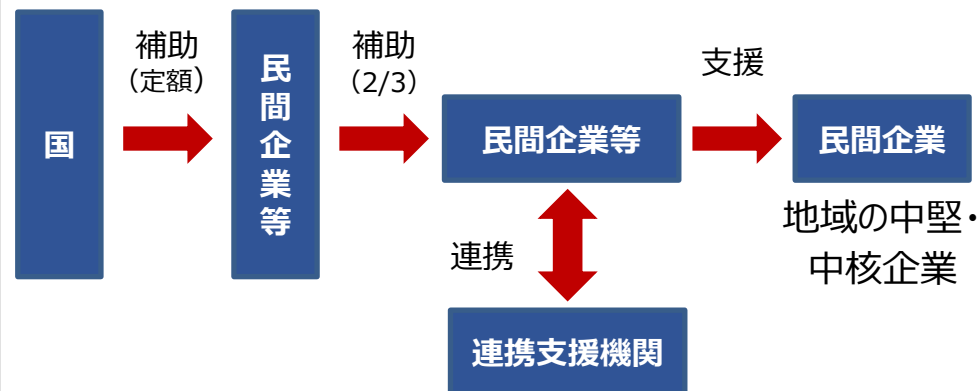 国
補助
（定額）
民間企業等
補助
（2/3）
民間企業等
支援
民間企業
地域の中堅・
中核企業
連携
連携支援機関